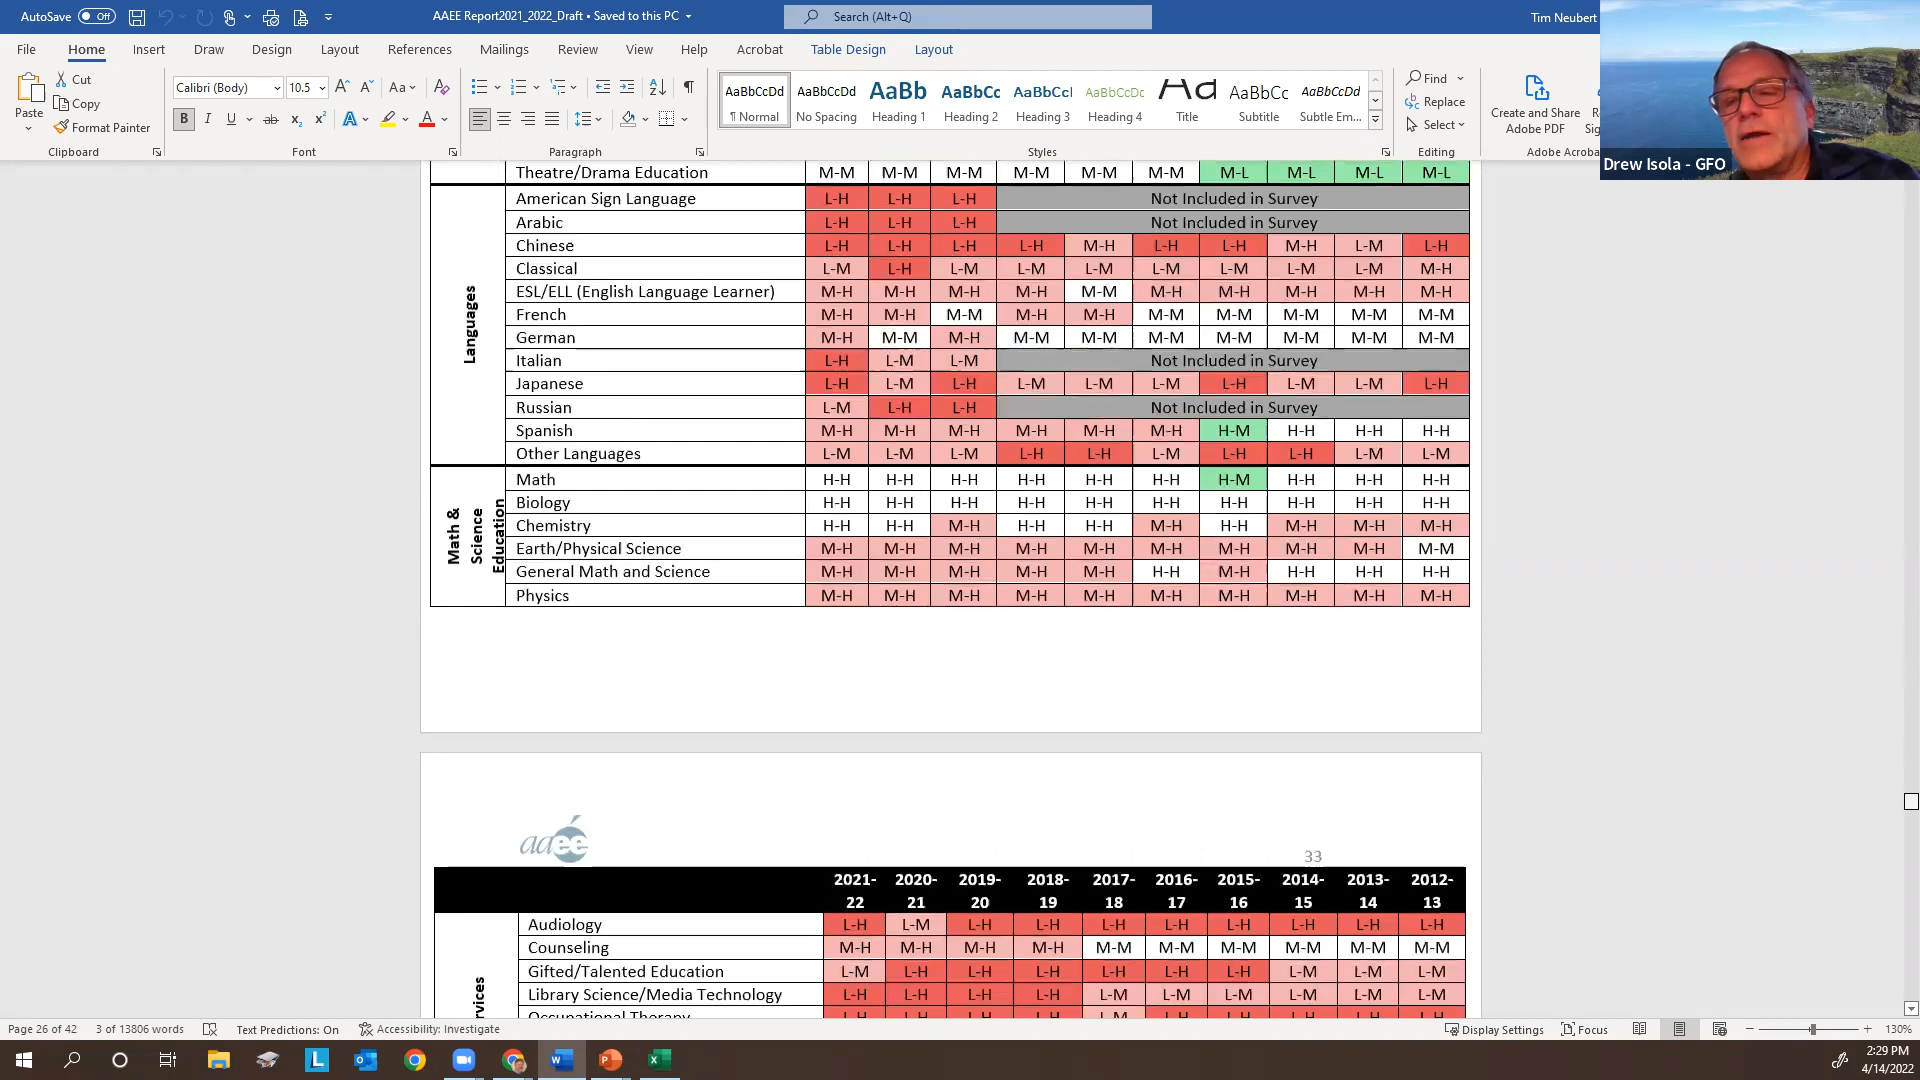 AutoSave Off AAEE Report2021_2022_Draft • Saved to this PC Search (Alt+Q) Tim Neubert
File Home Insert Draw Design Layout References Mailings Review View Help Acrobat Table Design Layout
Paste Cut Copy Format Painter
Calibri (Body) 10.5
AaBbCcDd AaBbCcDd AaBb AaBbCc AaBbCcI AaBbCcDc Aa AaBbCc AaBbCcDd
¶ Normal No Spacing Heading 1 Heading 2 Heading 3 Heading 4 Title Subtitle Subtle Em...
Find Replace Select
Create and Share
Adobe PDF
Clipboard Font Paragraph Styles Editing
Drew Isola - GFO
Theatre/Drama Education M-M M-M M-M M-M M-M M-M M-L M-L M-L M-L
Languages
American Sign Language L-H L-H L-H Not Included in Survey
Arabic L-H L-H L-H Not Included in Survey
Chinese L-H L-H L-H L-H M-H L-H L-H M-H L-M L-H
Classical L-M L-H L-M L-M L-M L-M L-M L-M L-M M-H
ESL/ELL (English Language Learner) M-H M-H M-H M-H M-M M-H M-H M-H M-H M-H
French M-H M-H M-M M-H M-H M-M M-M M-M M-M M-M
German M-H M-M M-H M-M M-M M-M M-M M-M M-M M-M
Italian L-H L-M L-M Not Included in Survey
Japanese L-H L-M L-H L-M L-M L-M L-H L-M L-M L-H
Russian L-M L-H L-H Not Included in Survey
Spanish M-H M-H M-H M-H M-H M-H H-M H-H H-H H-H
Other Languages L-M L-M L-M L-H L-H L-M L-H L-H L-M L-M
Math &
Science
Education
Math H-H H-H H-H H-H H-H H-H H-M H-H H-H H-H
Biology H-H H-H H-H H-H H-H H-H H-H H-H H-H H-H
Chemistry H-H H-H M-H H-H H-H M-H H-H M-H M-H M-H
Earth/Physical Science M-H M-H M-H M-H M-H M-H M-H M-H M-H M-M
General Math and Science M-H M-H M-H M-H M-H H-H M-H H-H H-H H-H
Physics M-H M-H M-H M-H M-H M-H M-H M-H M-H M-H
aaéé
33
2021- 2020- 2019- 2018- 2017- 2016- 2015- 2014- 2013- 2012-
22 21 20 19 18 17 16 15 14 13
Audiology L-H L-M L-H L-H L-H L-H L-H L-H L-H L-H
Counseling M-H M-H M-H M-H M-M M-M M-M M-M M-M M-M
Gifted/Talented Education L-M L-H L-H L-H L-H L-H L-H L-M L-M L-M
Library Science/Media Technology L-H L-H L-H L-H L-M L-M L-M L-M L-M L-M
Page 26 of 42 3 of 13806 words Text Predictions: On Accessibility: Investigate Display Settings Focus 130%
2:29 PM
4/14/2022